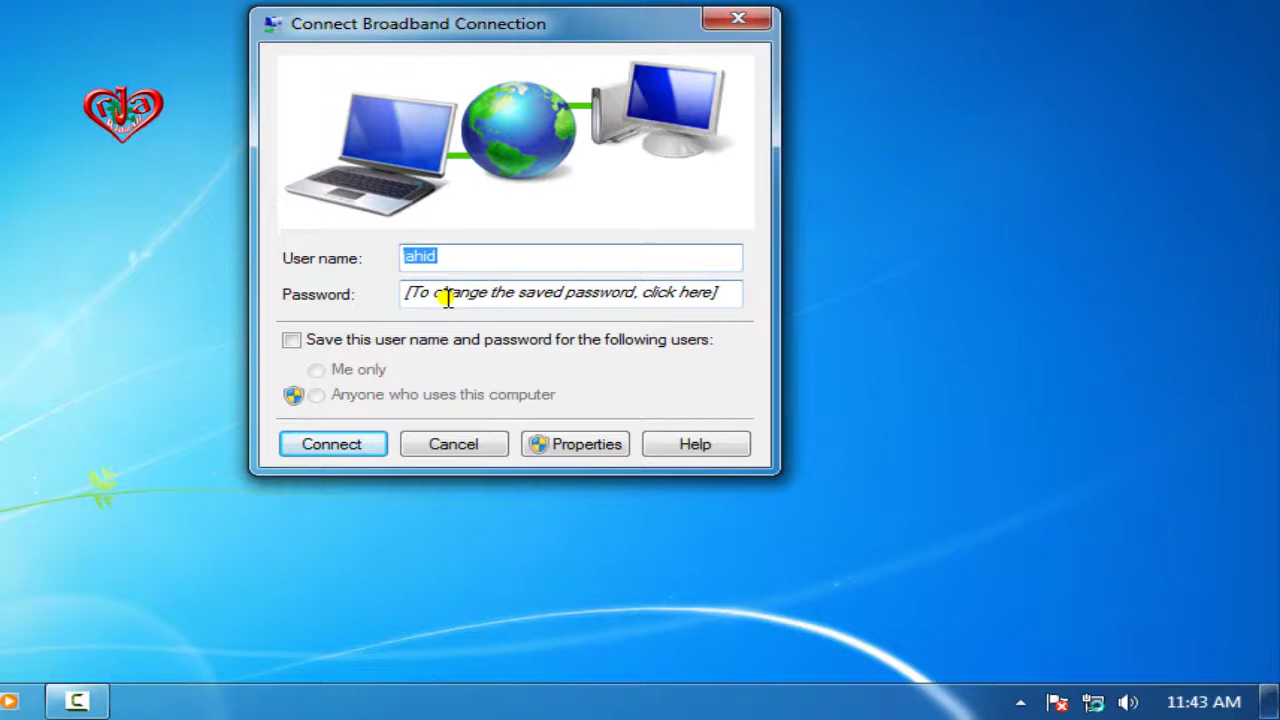 Connect Broadband Connection
User name:
Password: [To change the saved password, click here]
Save this user name and password for the following users:
Me only
Anyone who uses this computer
Connect Cancel Properties Help
11:43 AM